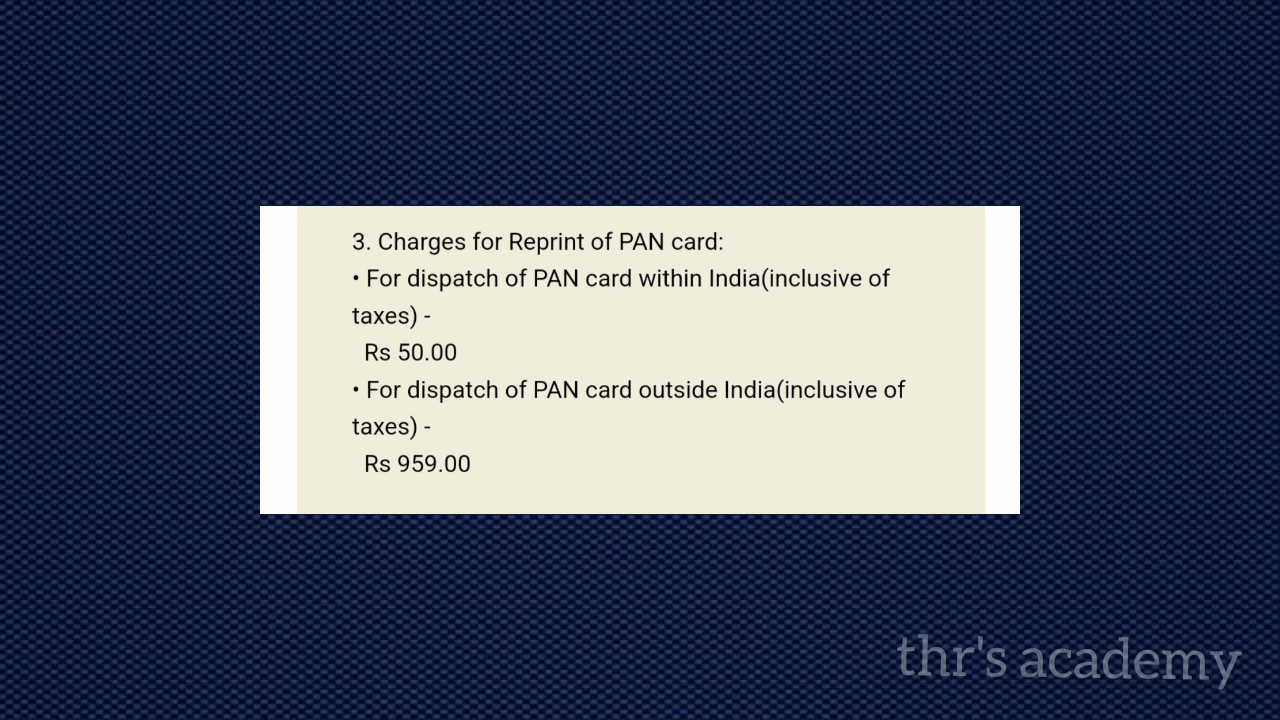 3. Charges for Reprint of PAN card:
• For dispatch of PAN card within India(inclusive of
taxes) -
Rs 50.00
• For dispatch of PAN card outside India(inclusive of
taxes) -
Rs 959.00
thr's academy